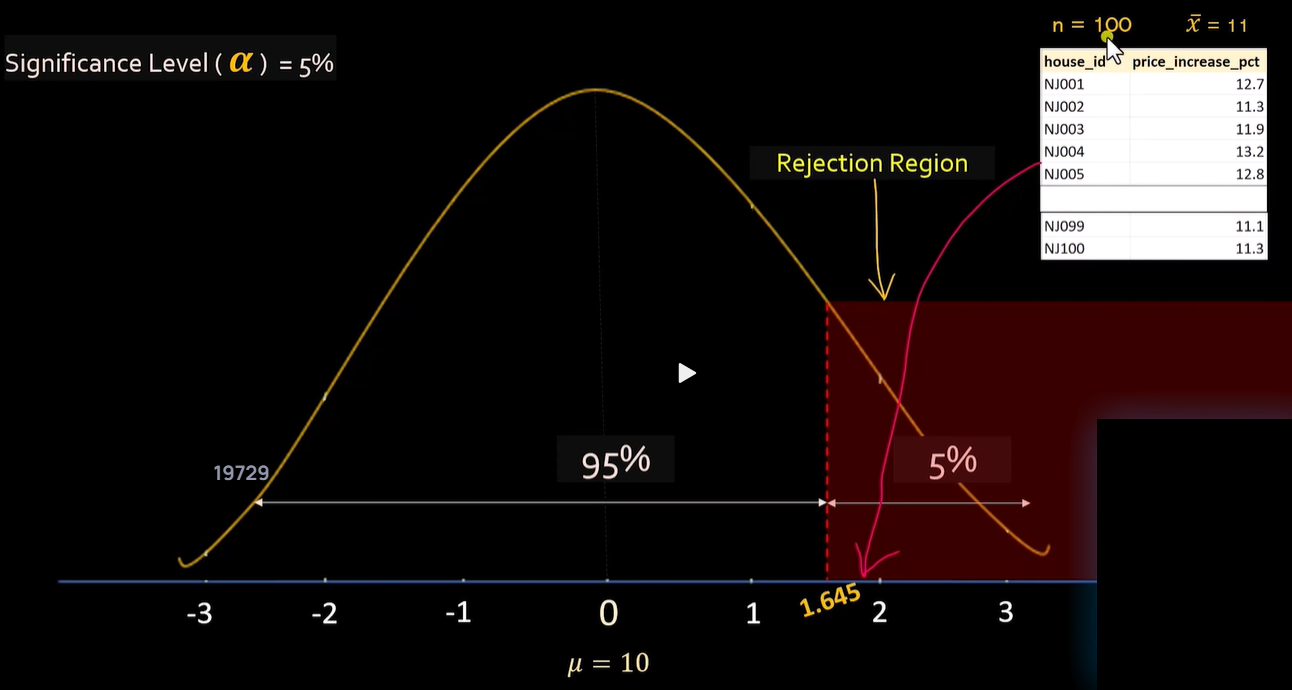 n = 100 x̄ = 11
Significance Level ( α ) = 5%
house_id price_increase_pct
NJ001 12.7
NJ002 11.3
NJ003 11.9
NJ004 13.2
NJ005 12.8
NJ099 11.1
NJ100 11.3
Rejection Region
95%
5%
19729
-3 -2 -1 0 1 1.645 2 3
μ = 10